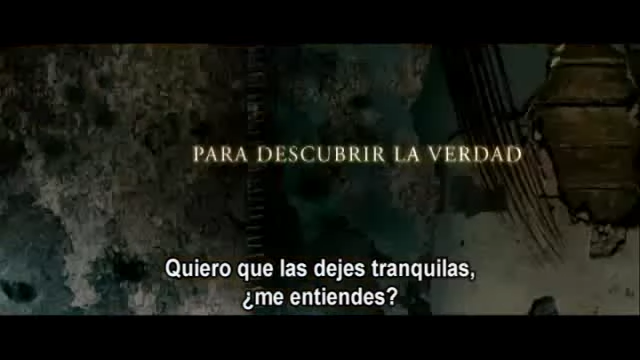 PARA DESCUBRIR LA VERDAD
Quiero que las dejes tranquilas,
¿me entiendes?